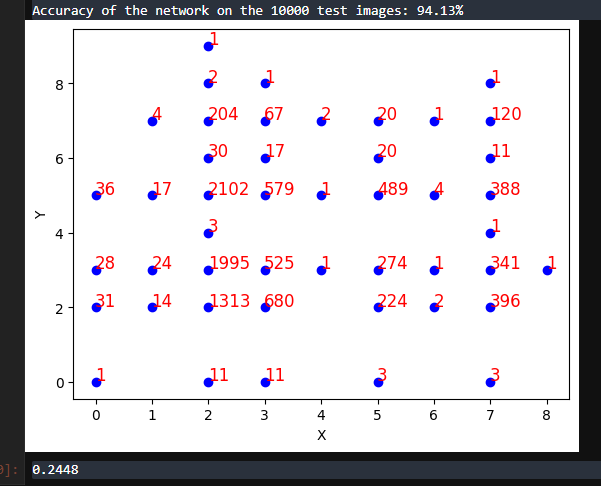 Accuracy of the network on the 10000 test images: 94.13%
1
8 2 1 1
4 204 67 2 20 1 120
6 30 17 20 11
36 17 2102 579 1 489 4 388
Y
4 3 1
28 24 1995 525 1 274 1 341 1
2 31 14 1313 680 224 2 396
0 1 11 11 3 3
0 1 2 3 4 5 6 7 8
X
]: 0.2448